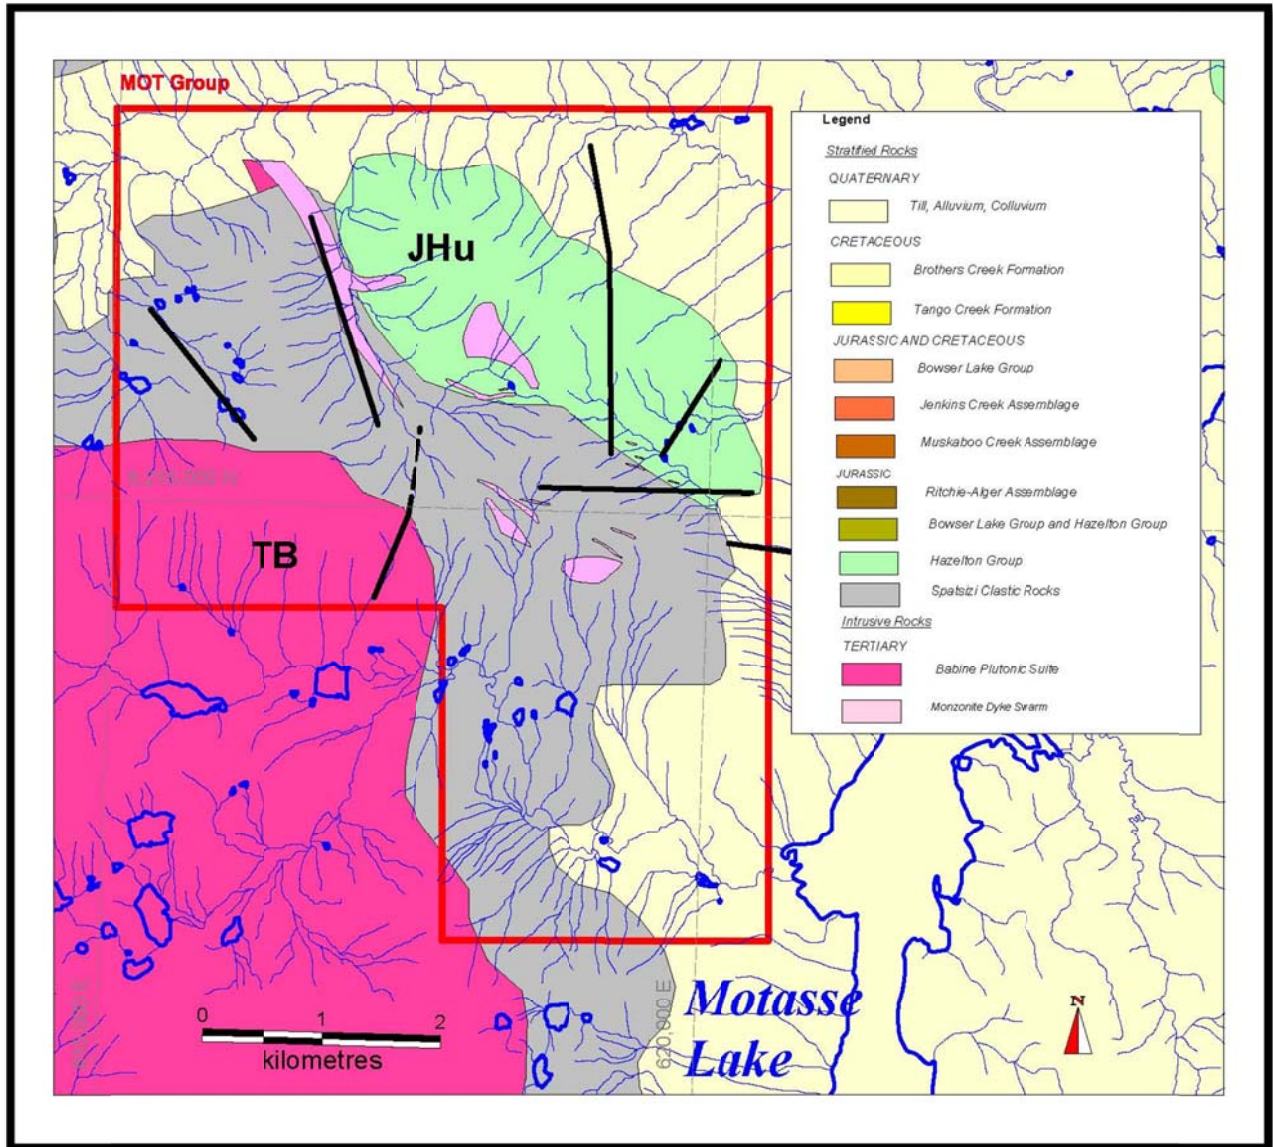 MOT Group
JHu
TB
Legend
Stratified Rocks
QUATERNARY
Till, Alluvium, Colluvium
CRETACEOUS
Brothers Creek Formation
Tango Creek Formation
JURASSIC AND CRETACEOUS
Bowser Lake Group
Jenkins Creek Assemblage
Muskaboo Creek Assemblage
JURASSIC
Ritchie-Alger Assemblage
Bowser Lake Group and Hazelton Group
Hazelton Group
Spatsizi Clastic Rocks
Intrusive Rocks
TERTIARY
Babine Plutonic Suite
Monzonite Dyke Swarm
620,000 E
Motasse
Lake
0 1 2
kilometres
N